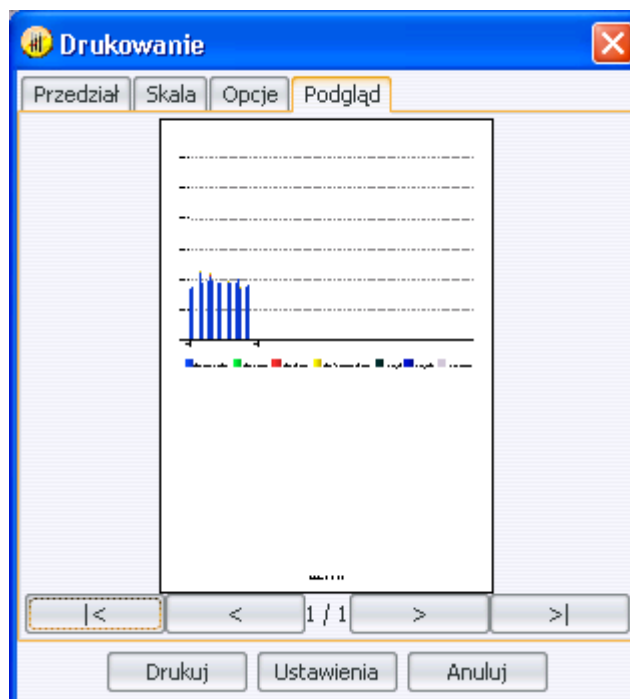 Drukowanie
Przedział Skala Opcje Podgląd
|< < 1 / 1 > >|
Drukuj Ustawienia Anuluj